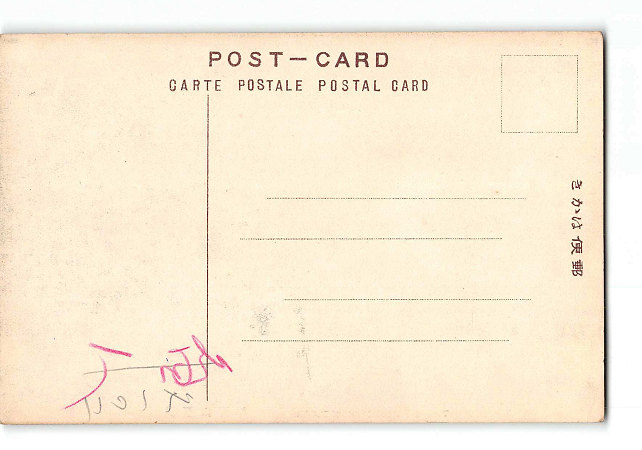 POST—CARD
CARTE POSTALE POSTAL CARD
きかは便郵